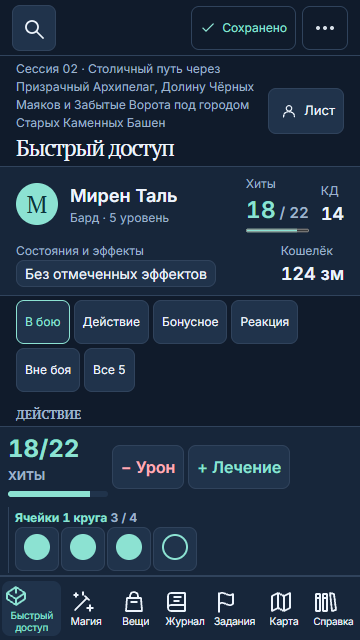 Сохранено
Сессия 02 · Столичный путь через
Призрачный Архипелаг, Долину Чёрных
Маяков и Забытые Ворота под городом
Старых Каменных Башен
Лист
Быстрый доступ
М
Мирен Таль
Бард · 5 уровень
Хиты
18 / 22
КД
14
Состояния и эффекты
Без отмеченных эффектов
Кошелёк
124 зм
В бою
Действие
Бонусное
Реакция
Вне боя
Все 5
ДЕЙСТВИЕ
18/22
ХИТЫ
− Урон
+ Лечение
Ячейки 1 круга 3 / 4
Быстрый
доступ
Магия
Вещи
Журнал
Задания
Карта
Справка